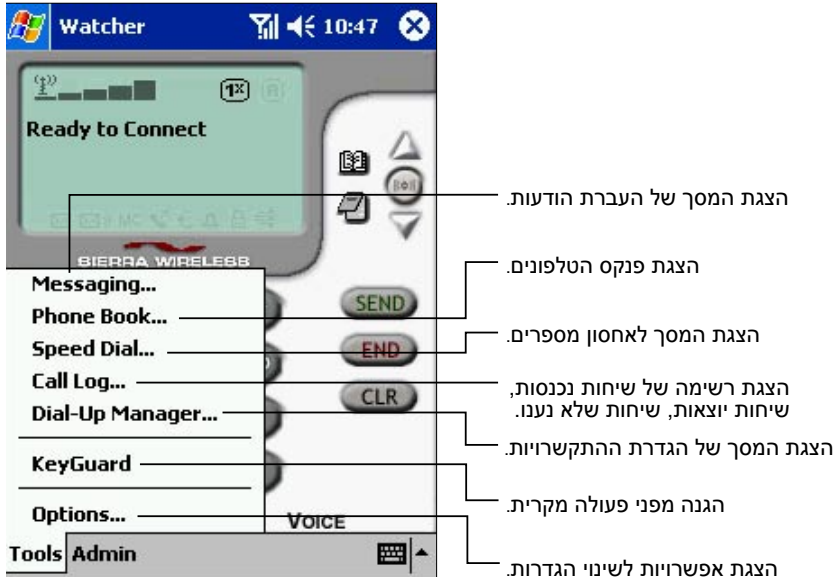 Watcher 10:47
1X
Ready to Connect
SIERRA WIRELESS
Messaging...
Phone Book...
Speed Dial...
Call Log...
Dial-Up Manager...
KeyGuard
Options...
Tools Admin
SEND
END
CLR
VOICE
הצגת המסך של העברת הודעות.
הצגת פנקס הטלפונים.
הצגת המסך לאחסון מספרים.
הצגת רשימה של שיחות נכנסות,
שיחות יוצאות, שיחות שלא נענו.
הצגת המסך של הגדרת ההתקשרויות.
הגנה מפני פעולה מקרית.
הצגת אפשרויות לשינוי הגדרות.